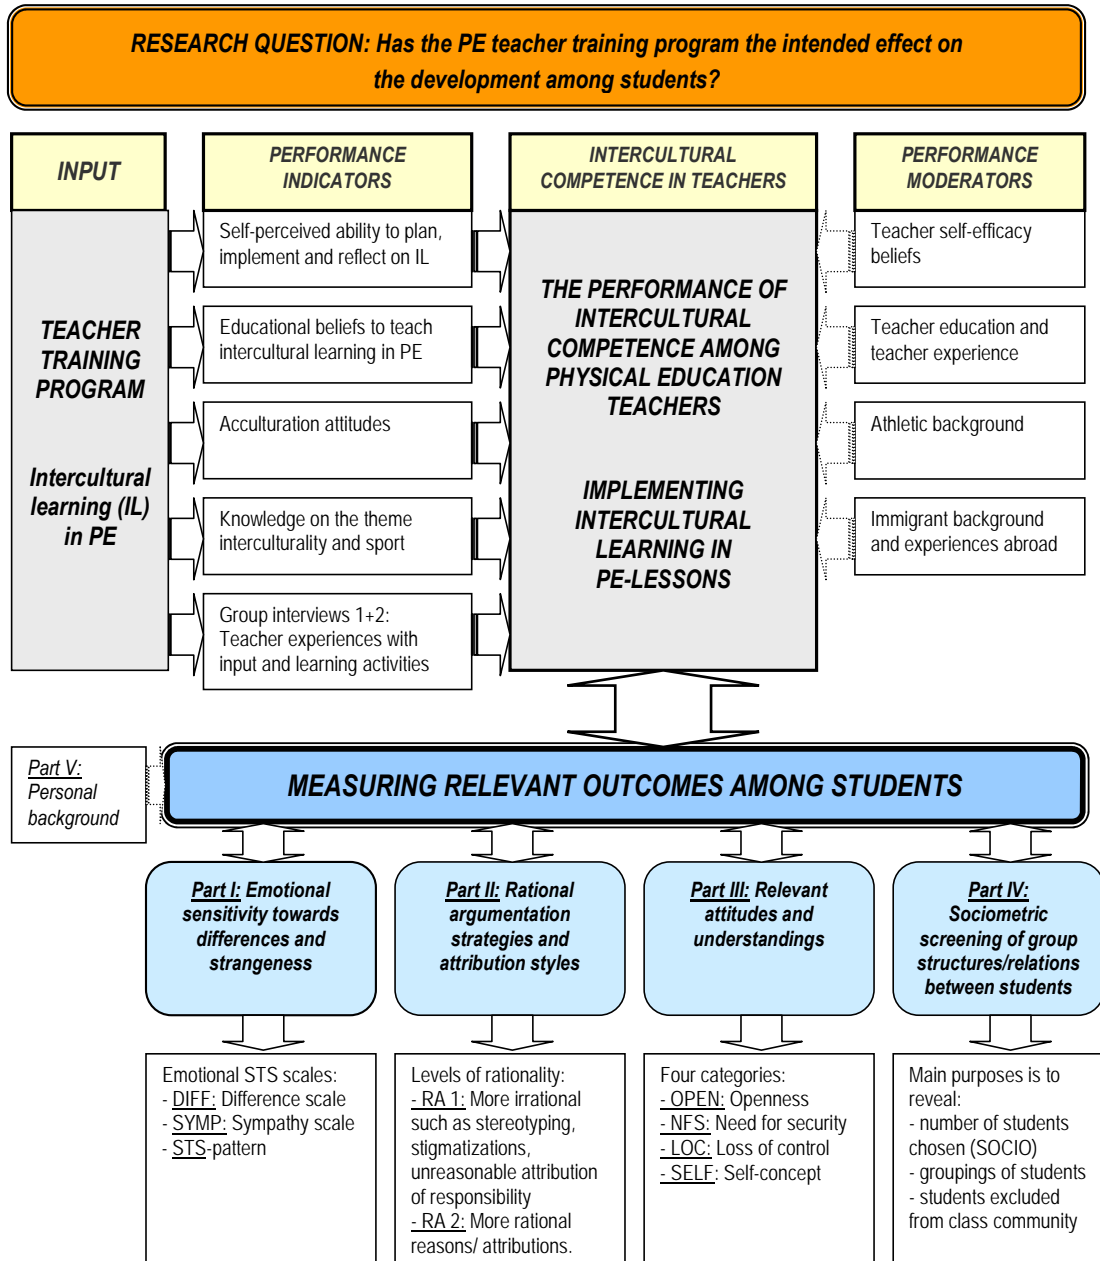 RESEARCH QUESTION: Has the PE teacher training program the intended effect on
the development among students?
INPUT
PERFORMANCE
INDICATORS
INTERCULTURAL
COMPETENCE IN TEACHERS
PERFORMANCE
MODERATORS
TEACHER
TRAINING
PROGRAM
Intercultural
learning (IL)
in PE
Self-perceived ability to plan,
implement and reflect on IL
Educational beliefs to teach
intercultural learning in PE
Acculturation attitudes
Knowledge on the theme
interculturality and sport
Group interviews 1+2:
Teacher experiences with
input and learning activities
THE PERFORMANCE OF
INTERCULTURAL
COMPETENCE AMONG
PHYSICAL EDUCATION
TEACHERS
IMPLEMENTING
INTERCULTURAL
LEARNING IN
PE-LESSONS
Teacher self-efficacy
beliefs
Teacher education and
teacher experience
Athletic background
Immigrant background
and experiences abroad
Part V:
Personal
background
MEASURING RELEVANT OUTCOMES AMONG STUDENTS
Part I: Emotional
sensitivity towards
differences and
strangeness
Part II: Rational
argumentation
strategies and
attribution styles
Part III: Relevant
attitudes and
understandings
Part IV:
Sociometric
screening of group
structures/relations
between students
Emotional STS scales:
- DIFF: Difference scale
- SYMP: Sympathy scale
- STS-pattern
Levels of rationality:
- RA 1: More irrational
such as stereotyping,
stigmatizations,
unreasonable attribution
of responsibility
- RA 2: More rational
reasons/ attributions.
Four categories:
- OPEN: Openness
- NFS: Need for security
- LOC: Loss of control
- SELF: Self-concept
Main purposes is to
reveal:
- number of students
chosen (SOCIO)
- groupings of students
- students excluded
from class community